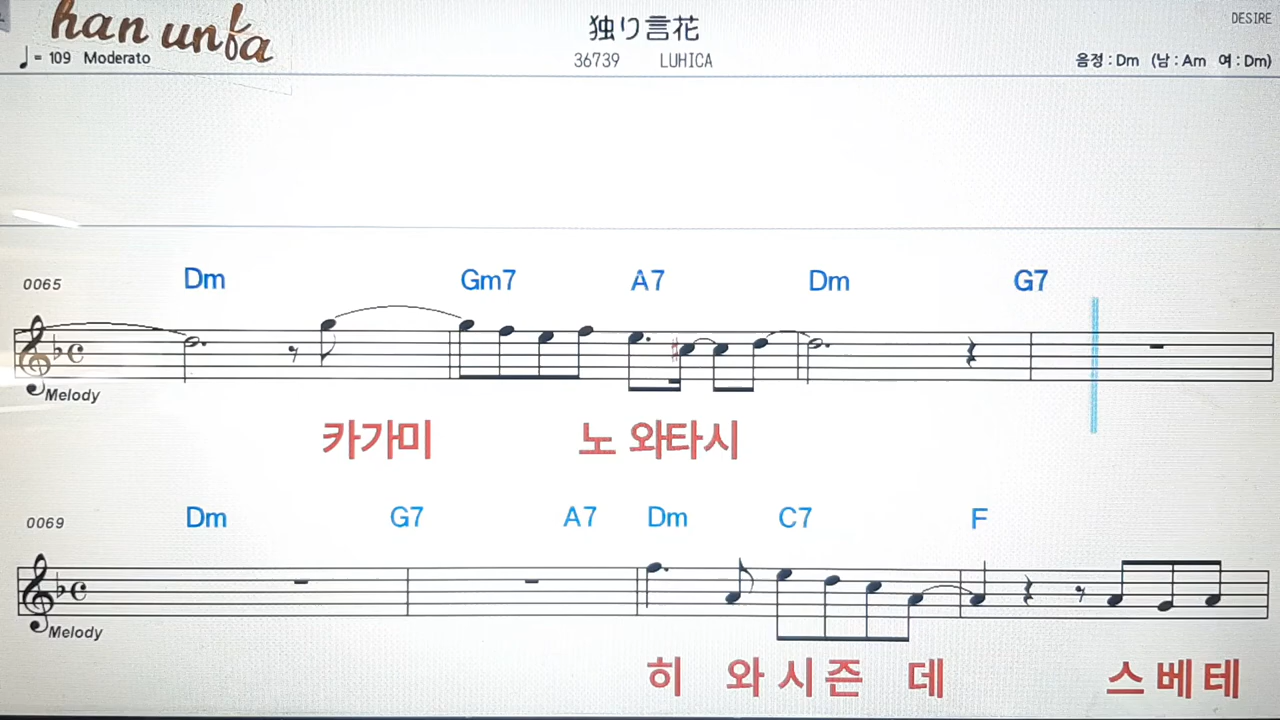 han unfa
独り言花
DESIRE
♩= 109 Moderato
36739 LUHICA
음정 : Dm (남 : Am 여 : Dm)
0065 Dm Gm7 A7 Dm G7
Melody
카가미 노 와타시
0069 Dm G7 A7 Dm C7 F
Melody
히 와 시 즌 데 스 베 테